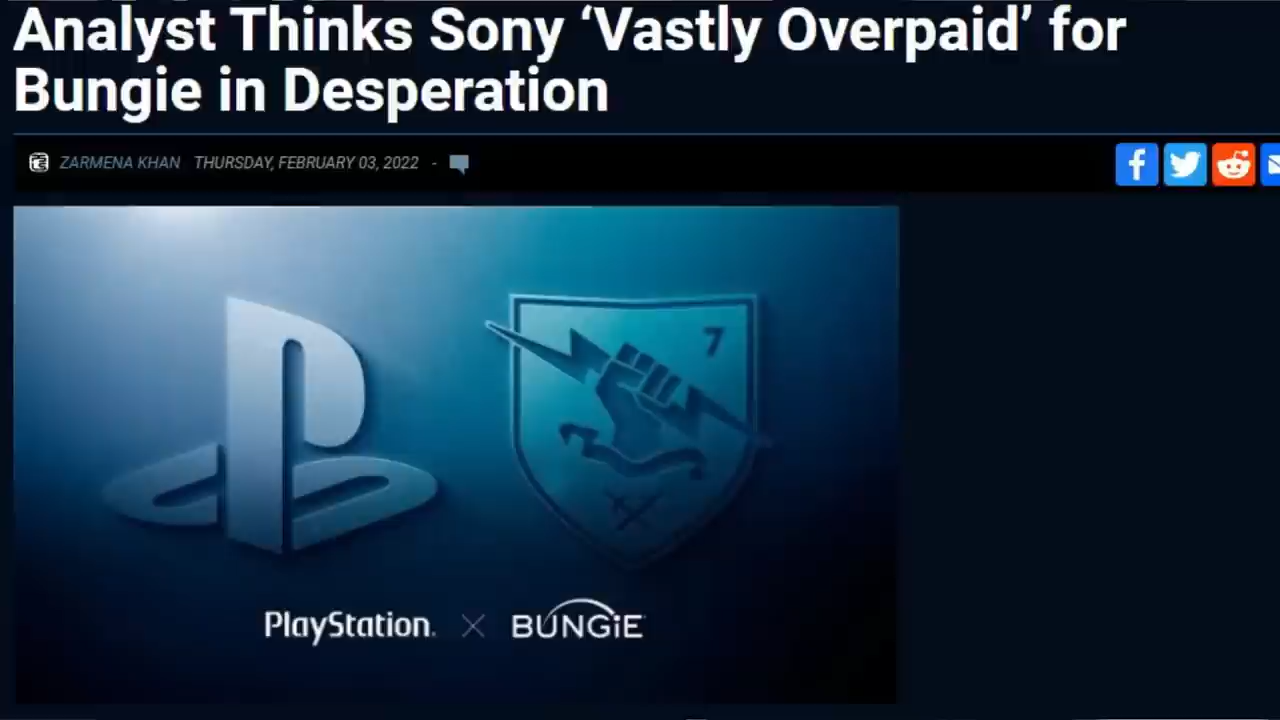 Analyst Thinks Sony ‘Vastly Overpaid’ for
Bungie in Desperation
ZARMENA KHAN THURSDAY, FEBRUARY 03, 2022 -
7
PlayStation. X BUNGiE